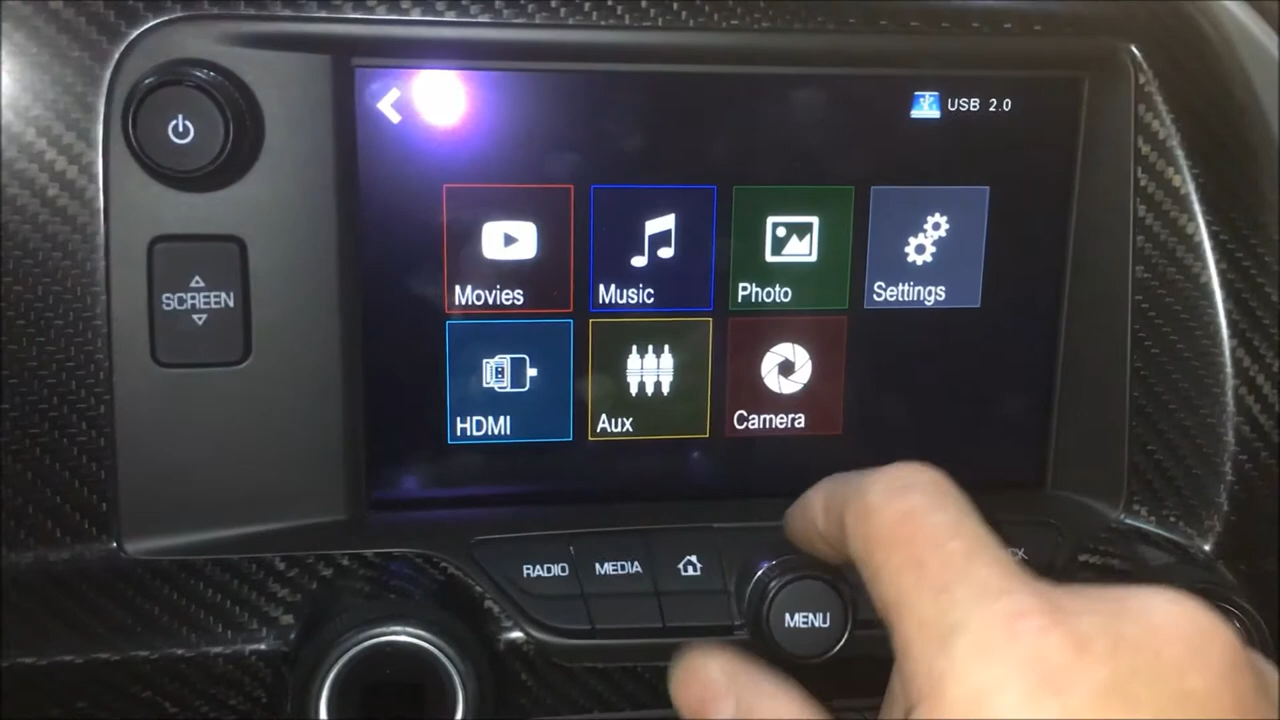 USB 2.0
Movies
Music
Photo
Settings
SCREEN
HDMI
Aux
Camera
RADIO
MEDIA
MENU